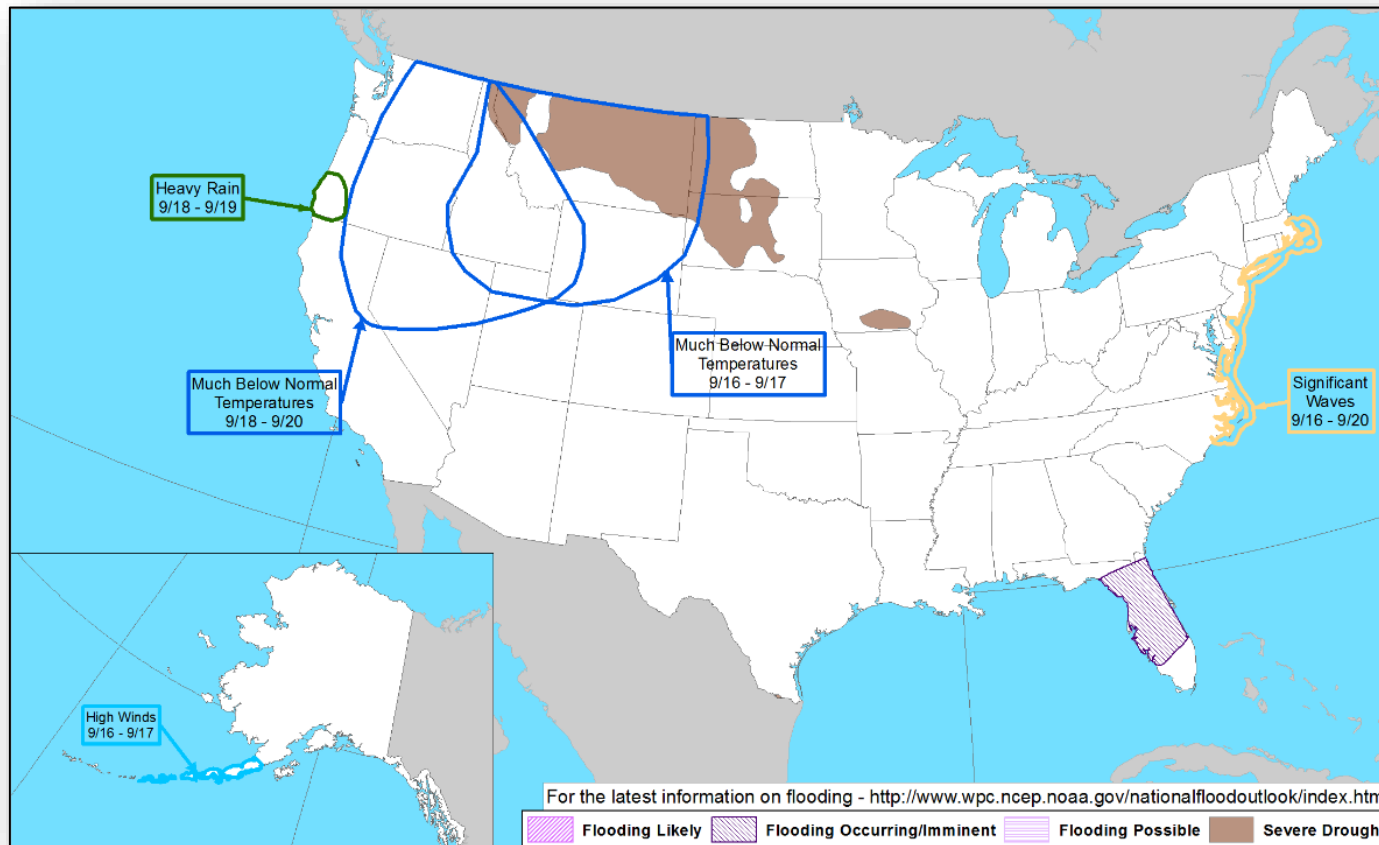 Heavy Rain
9/18 - 9/19
Much Below Normal
Temperatures
9/18 - 9/20
Much Below Normal
Temperatures
9/16 - 9/17
Significant
Waves
9/16 - 9/20
High Winds
9/16 - 9/17
For the latest information on flooding - http://www.wpc.ncep.noaa.gov/nationalfloodoutlook/index.htm
Flooding Likely
Flooding Occurring/Imminent
Flooding Possible
Severe Drough